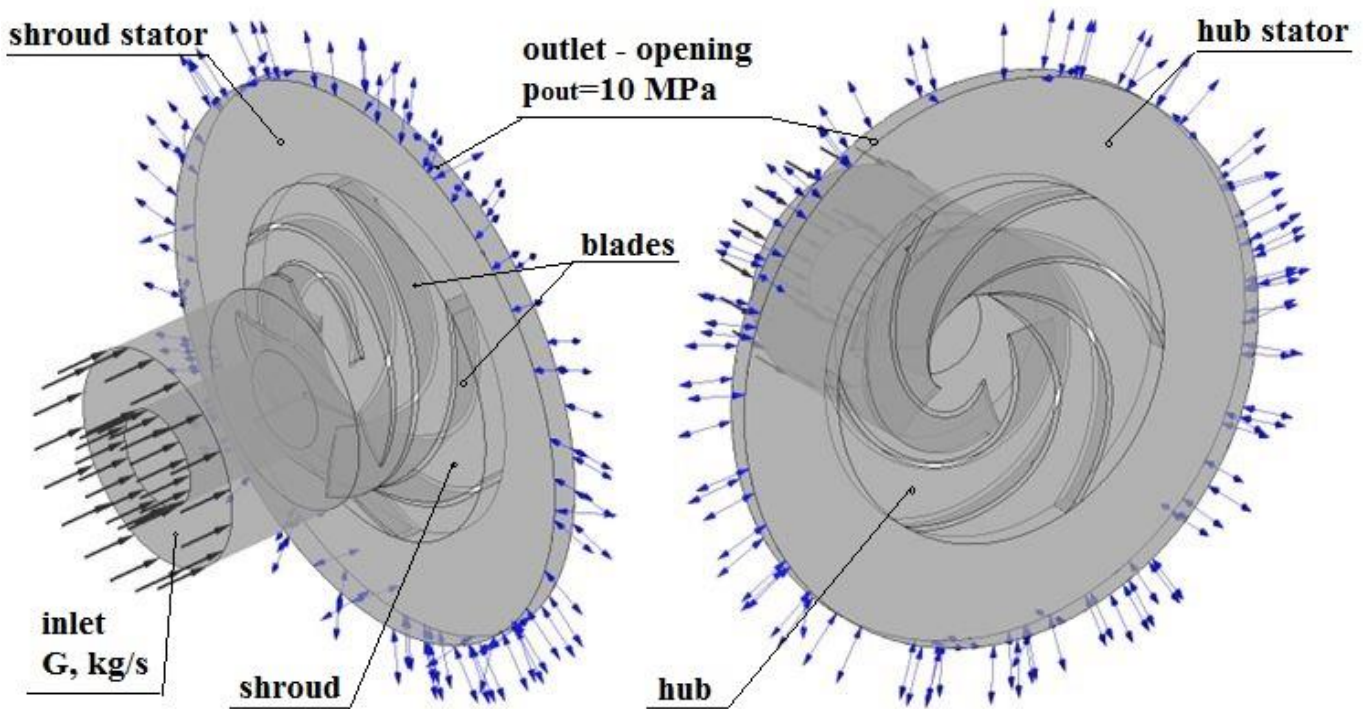 shroud stator
outlet - opening
pout=10 MPa
hub stator
blades
inlet
G, kg/s
shroud
hub